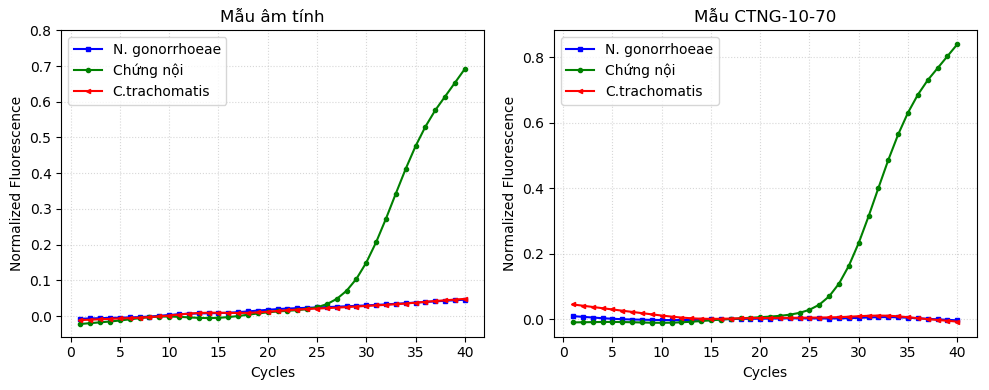 Mẫu âm tính
Normalized Fluorescence
0.8
0.7
0.6
0.5
0.4
0.3
0.2
0.1
0.0
N. gonorrhoeae
Chứng nội
C.trachomatis
0 5 10 15 20 25 30 35 40
Cycles
Mẫu CTNG-10-70
Normalized Fluorescence
0.8
0.6
0.4
0.2
0.0
N. gonorrhoeae
Chứng nội
C.trachomatis
0 5 10 15 20 25 30 35 40
Cycles